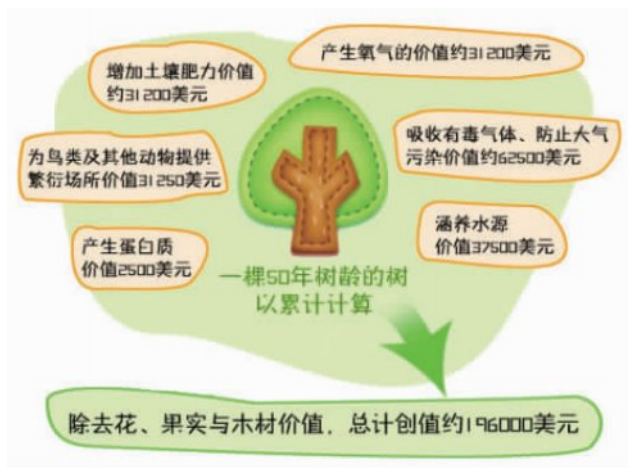 产生氧气的价值约31200美元
增加土壤肥力价值
约31200美元
吸收有毒气体、防止大气
污染价值约62500美元
为鸟类及其他动物提供
繁衍场所价值31250美元
涵养水源
价值37500美元
产生蛋白质
价值2500美元
一棵50年树龄的树
以累计计算
除去花、果实与木材价值，总计创值约196000美元